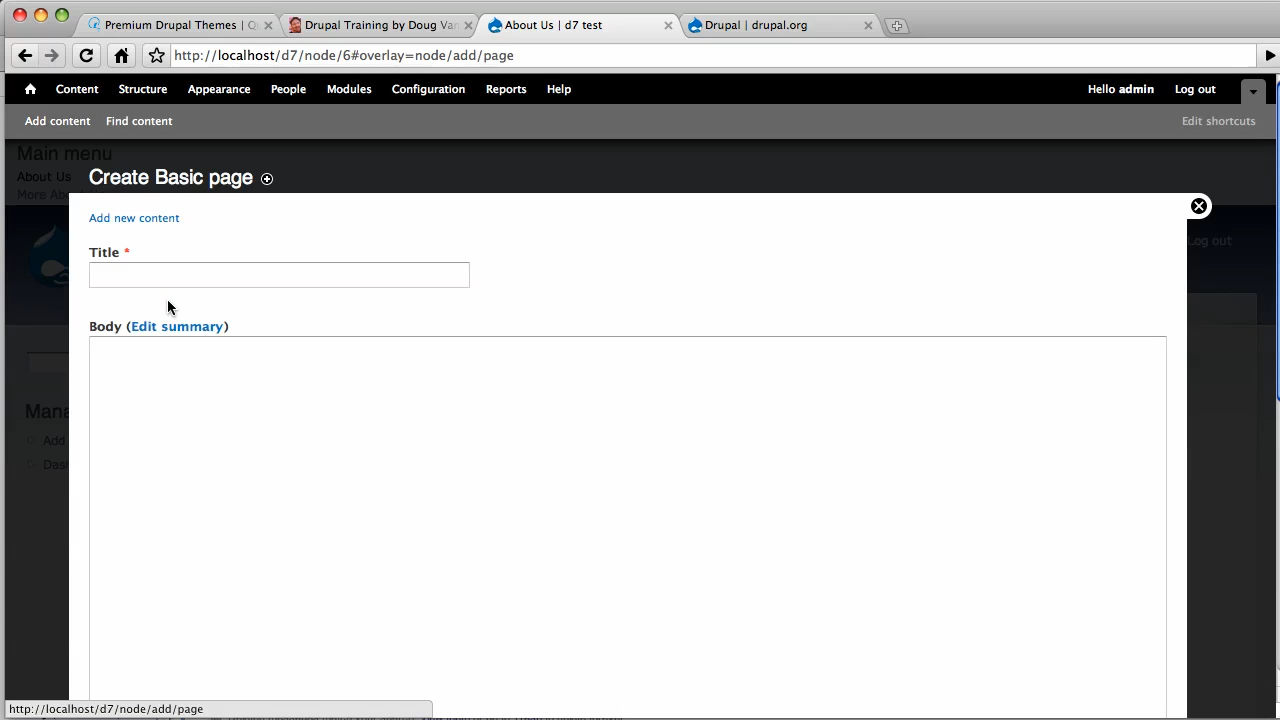 Premium Drupal Themes | 
Drupal Training by Doug Van
About Us | d7 test
Drupal | drupal.org
http://localhost/d7/node/6#overlay=node/add/page
Content Structure Appearance People Modules Configuration Reports Help
Hello admin Log out
Add content Find content
Edit shortcuts
Main menu
About Us
More
Create Basic page
Add new content
Log out
Title *
Body (Edit summary)
Add
http://localhost/d7/node/add/page